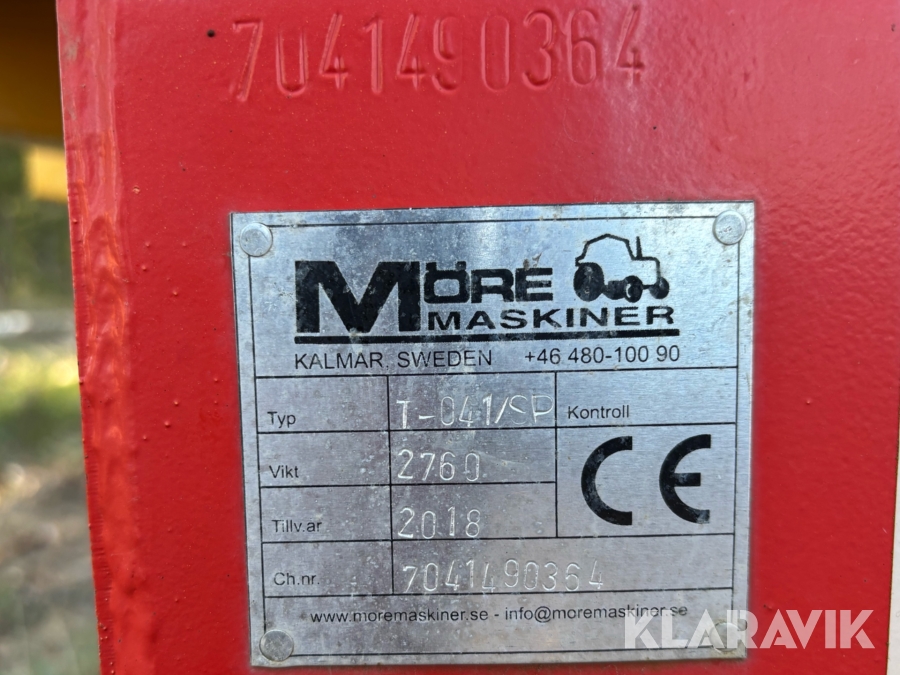 7041490364
MÖRE
MASKINER
KALMAR, SWEDEN +46 480-100 90
Typ T-041/SP Kontroll
Vikt 2760 CE
Tillv.ar 2018
Ch.nr. 7041490364
www.moremaskiner.se - info@moremaskiner.se
KLARAVIK